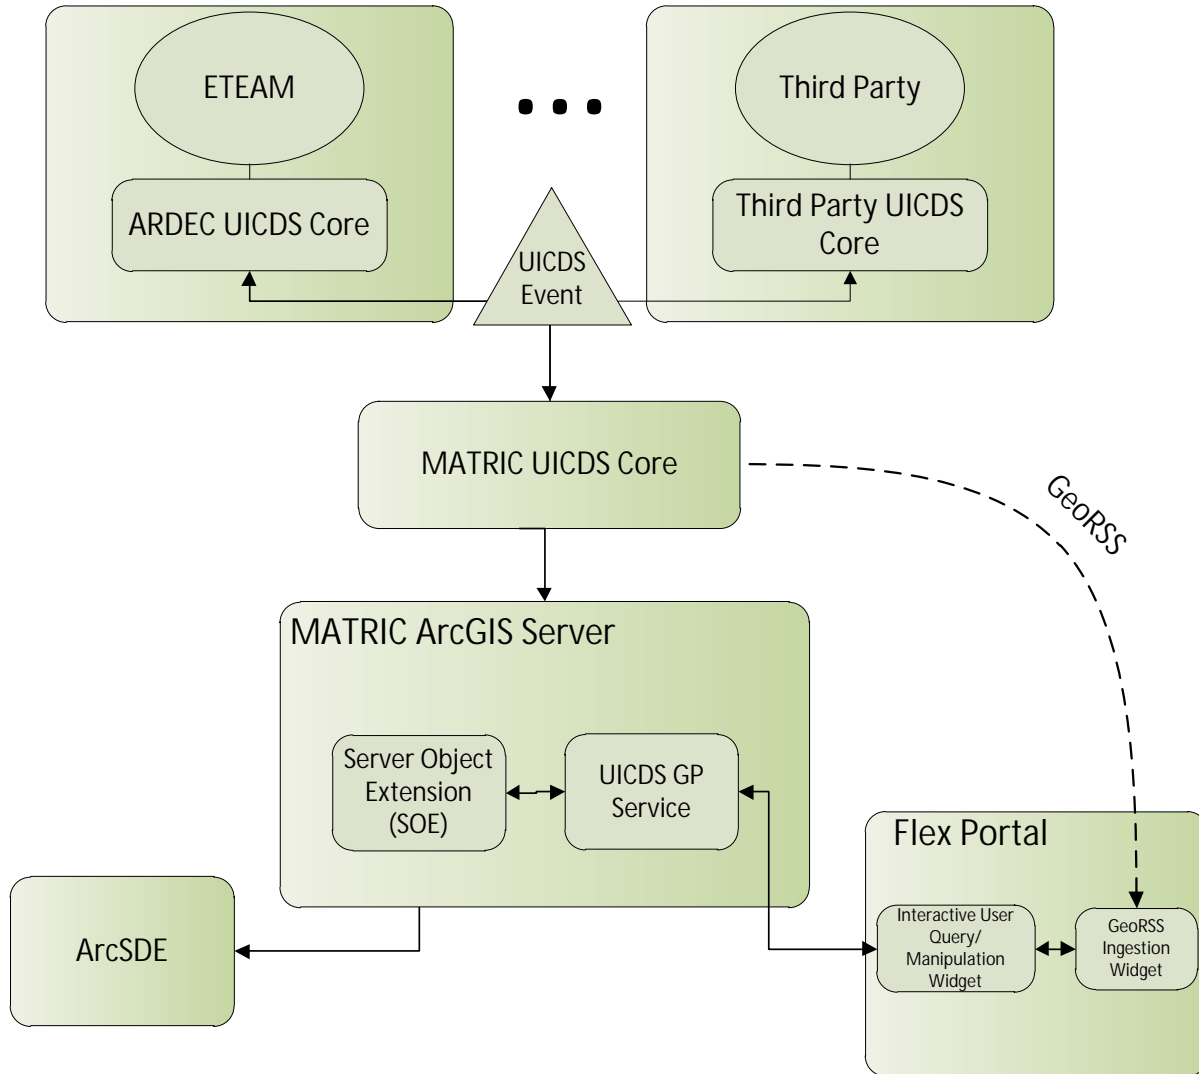 ETEAM
Third Party
ARDEC UICDS Core
Third Party UICDS
Core
UICDS
Event
MATRIC UICDS Core
GeoRSS
MATRIC ArcGIS Server
Server Object
Extension
(SOE)
UICDS GP
Service
Flex Portal
Interactive User
Query/
Manipulation
Widget
GeoRSS
Ingestion
Widget
ArcSDE